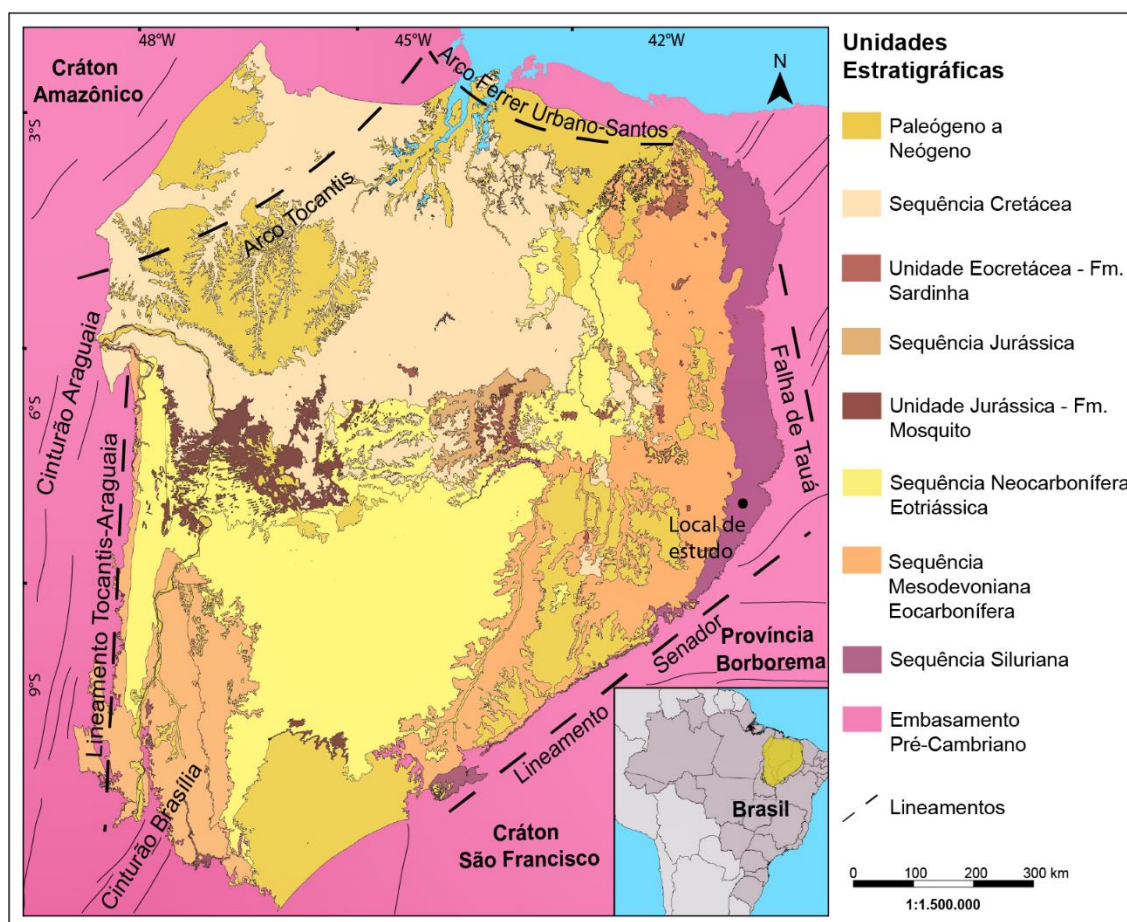 48°W
45°W
42°W
3°S
6°S
9°S
Cráton
Amazônico
Arco Ferrer Urbano-Santos
N
Arco Tocantis
Cinturão Araguaia
Lineamento Tocantis-Araguaia
Falha de Tauá
Local de
estudo
Lineamento Senador
Província
Borborema
Cinturão Brasília
Cráton
São Francisco
Brasil
Unidades
Estratigráficas
Paleógeno a
Neógeno
Sequência Cretácea
Unidade Eocretácea - Fm.
Sardinha
Sequência Jurássica
Unidade Jurássica - Fm.
Mosquito
Sequência Neocarbonífera
Eotriássica
Sequência
Mesodevoniana
Eocarbonífera
Sequência Siluriana
Embasamento
Pré-Cambriano
Lineamentos
0 100 200 300 km
1:1.500.000